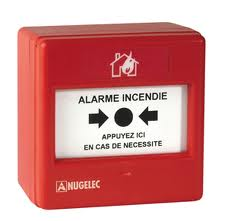 ALARME INCENDIE
APPUYEZ ICI
EN CAS DE NECESSITE
NUGELEC